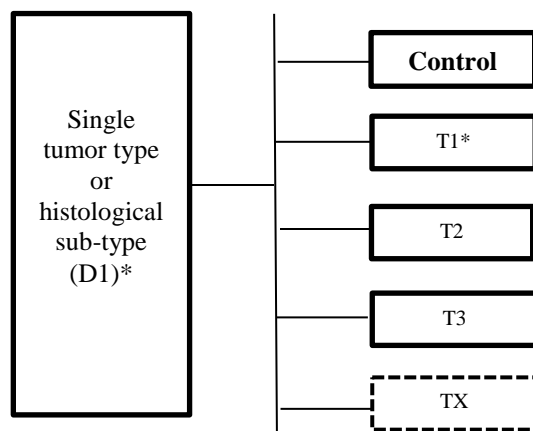 Single
tumor type
or
histological
sub-type
(D1)*
Control
T1*
T2
T3
TX